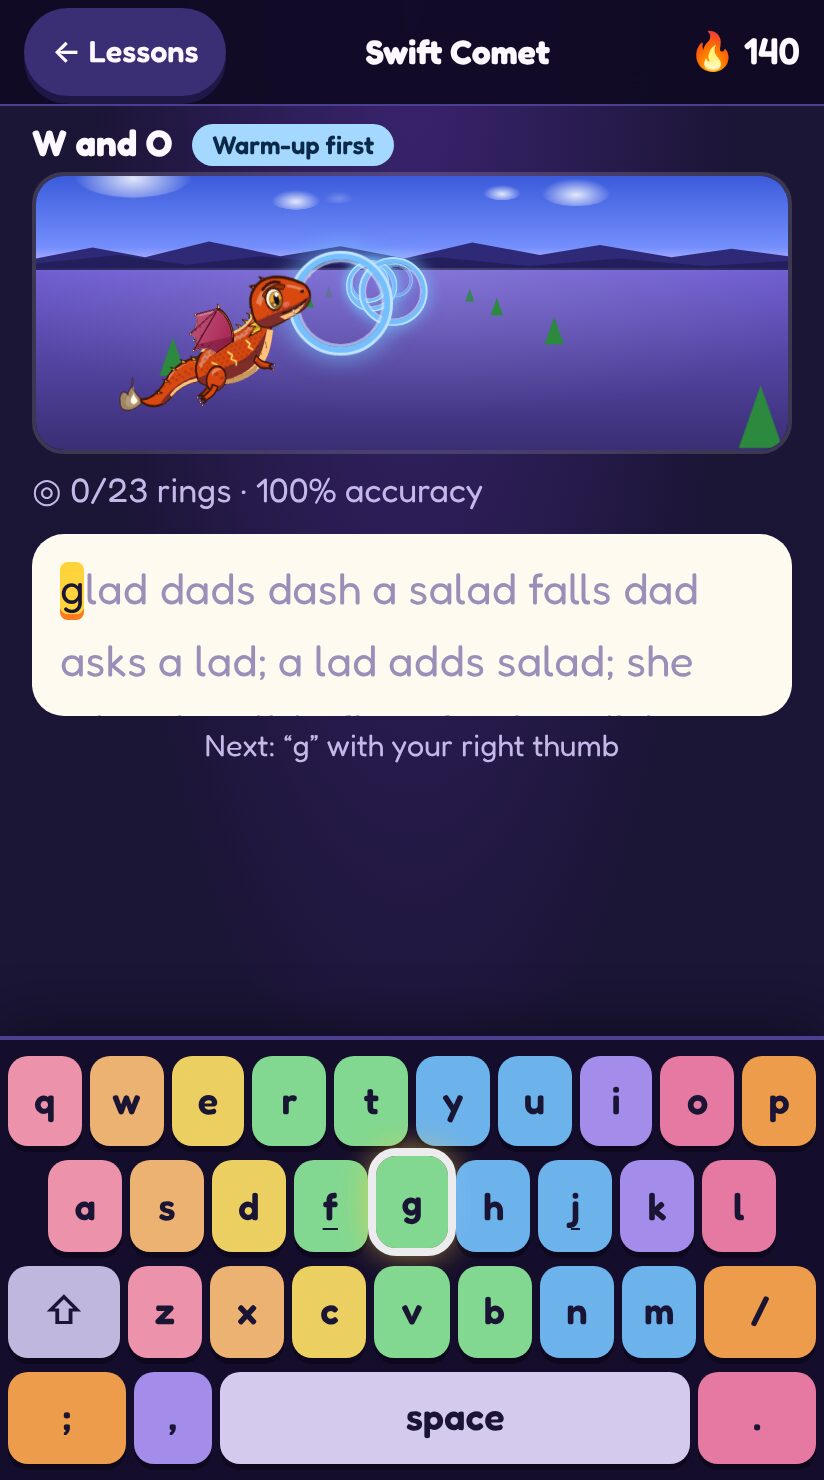 ← Lessons
Swift Comet
🔥 140
W and O
Warm-up first
◎ 0/23 rings · 100% accuracy
glad dads dash a salad falls dad
asks a lad; a lad adds salad; she
Next: “g” with your right thumb
q w e r t y u i o p
a s d f g h j k l
⇧ z x c v b n m /
; , space .